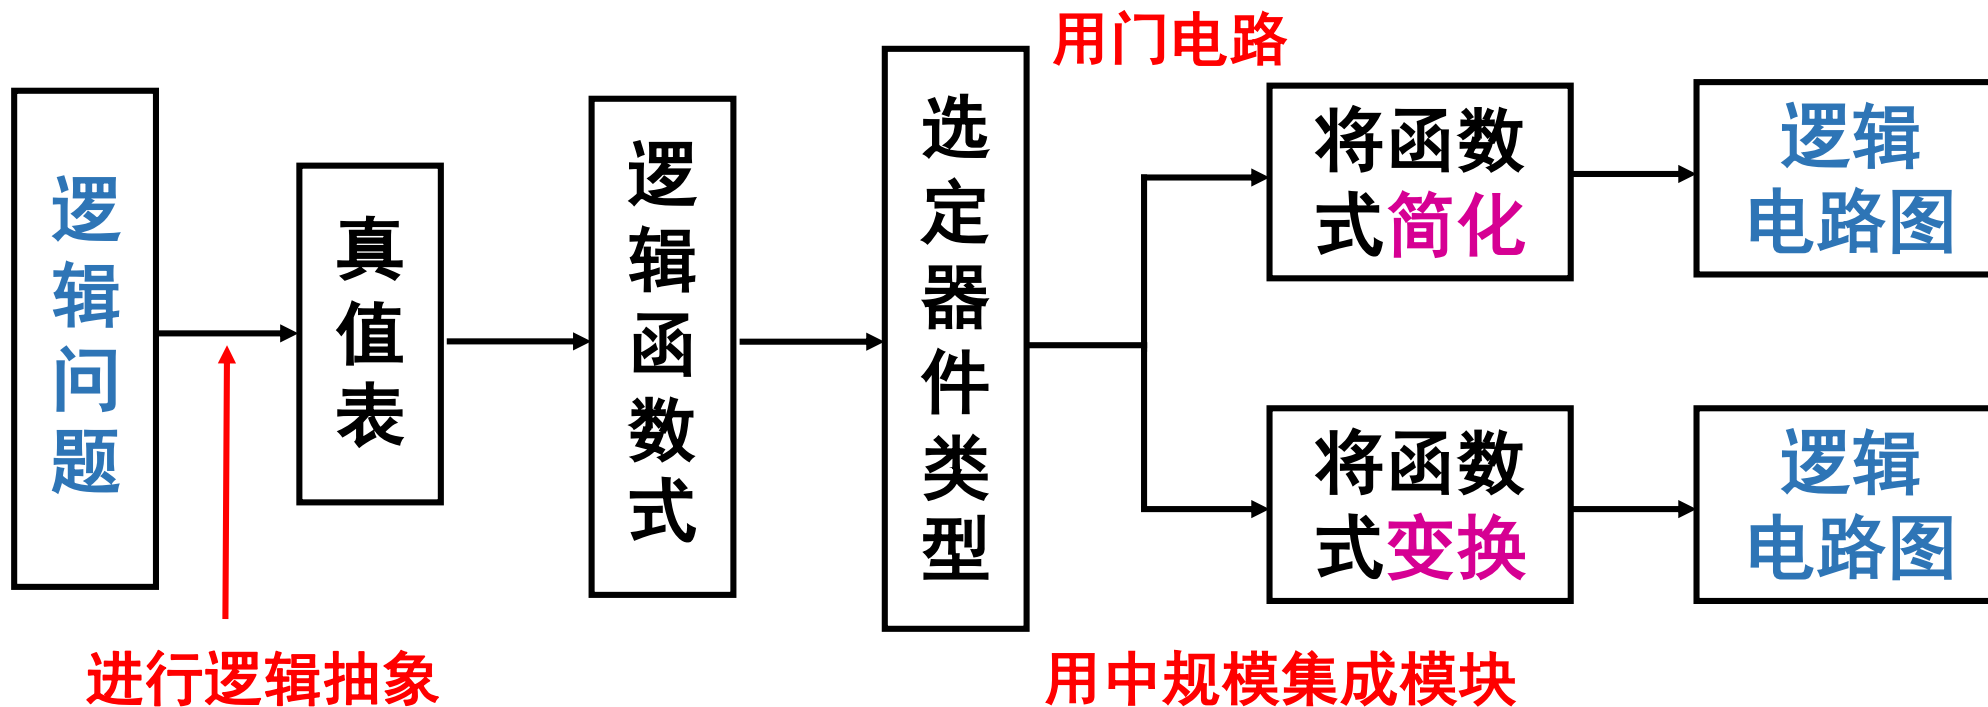 逻辑问题
进行逻辑抽象
真值表
逻辑函数式
选定器件类型
用门电路
将函数
式简化
逻辑
电路图
用中规模集成模块
将函数
式变换
逻辑
电路图